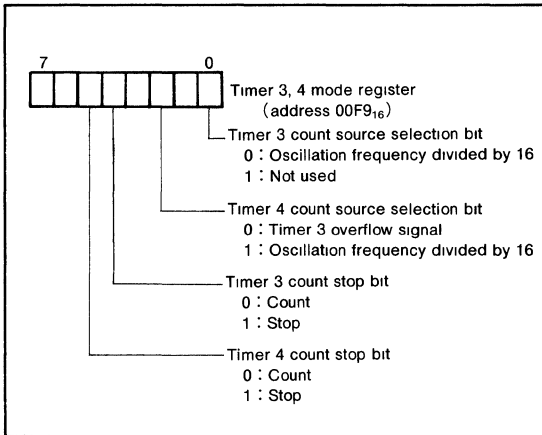 7 0
Timer 3, 4 mode register
(address 00F9₁₆)
Timer 3 count source selection bit
0 : Oscillation frequency divided by 16
1 : Not used
Timer 4 count source selection bit
0 : Timer 3 overflow signal
1 : Oscillation frequency divided by 16
Timer 3 count stop bit
0 : Count
1 : Stop
Timer 4 count stop bit
0 : Count
1 : Stop